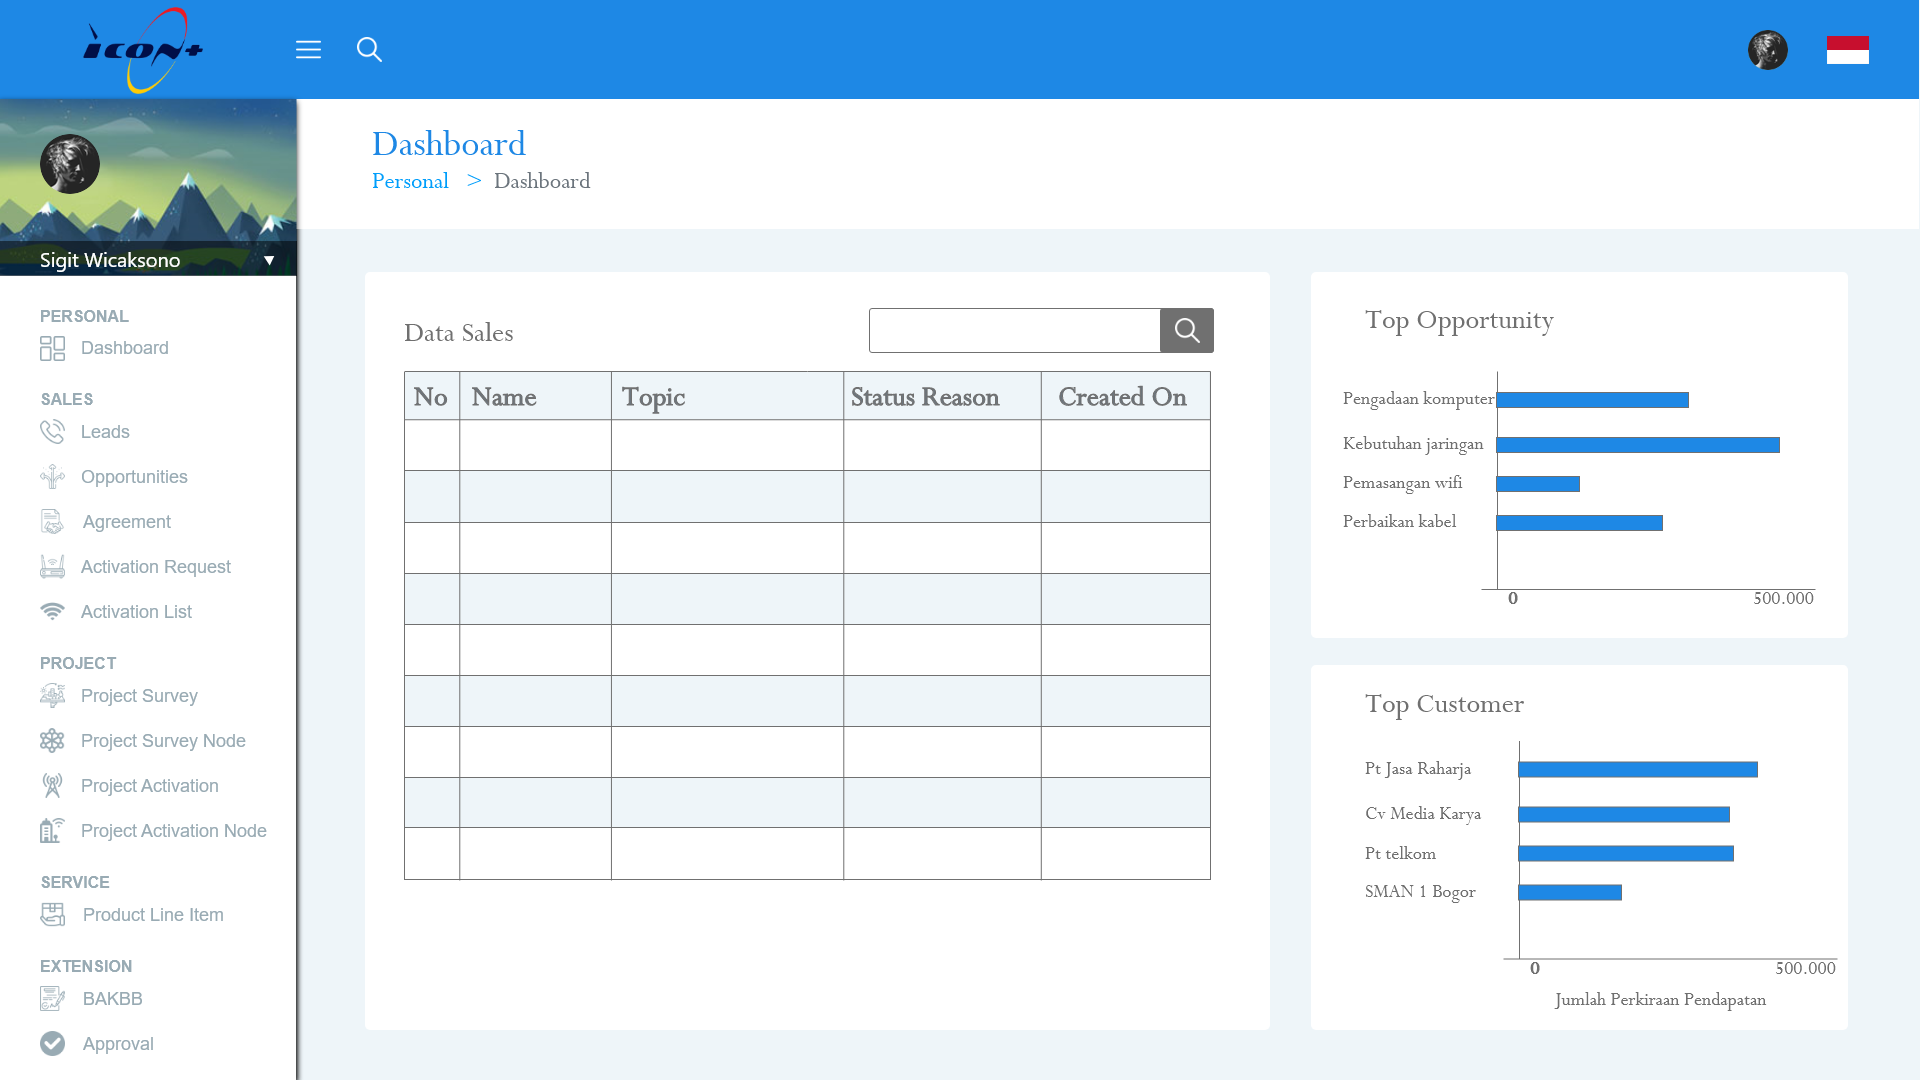 icon+
Sigit Wicaksono
PERSONAL
Dashboard
SALES
Leads
Opportunities
Agreement
Activation Request
Activation List
PROJECT
Project Survey
Project Survey Node
Project Activation
Project Activation Node
SERVICE
Product Line Item
EXTENSION
BAKBB
Approval
Dashboard
Personal > Dashboard
Data Sales
No Name Topic Status Reason Created On
Top Opportunity
Pengadaan komputer
Kebutuhan jaringan
Pemasangan wifi
Perbaikan kabel
0 500.000
Top Customer
Pt Jasa Raharja
Cv Media Karya
Pt telkom
SMAN 1 Bogor
0 500.000
Jumlah Perkiraan Pendapatan